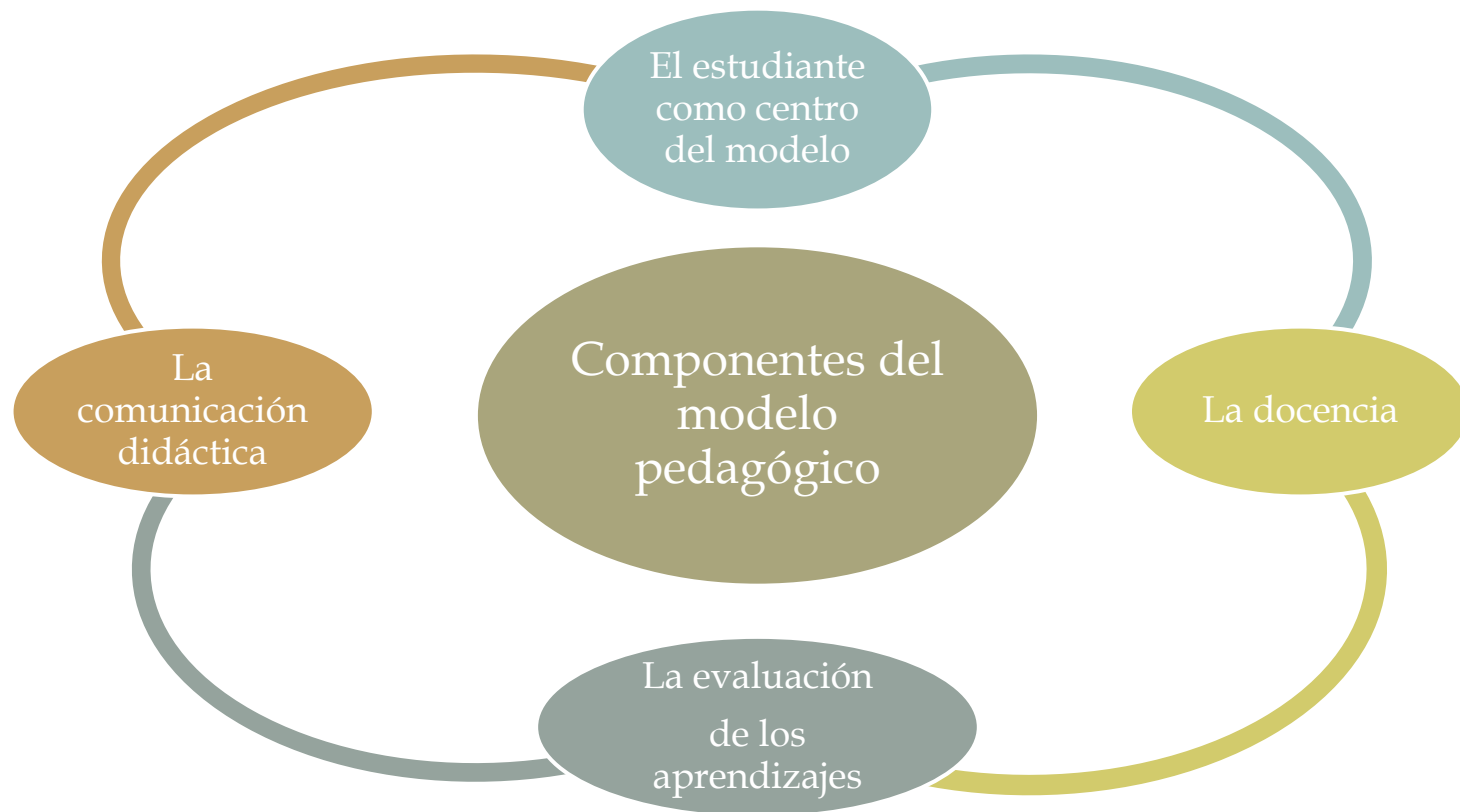 El estudiante
como centro
del modelo
Componentes del
modelo
pedagógico
La
comunicación
didáctica
La docencia
La evaluación
de los
aprendizajes